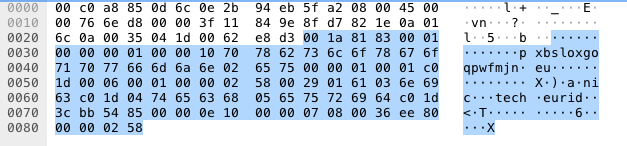 0000 00 c0 a8 85 0d 6c 0e 2b 94 eb 5f a2 08 00 45 00 ·····l·+ ··_···E·
0010 00 76 6e d8 00 00 3f 11 84 9e 8f d7 82 1e 0a 01 ·vn···?· ········
0020 6c 0a 00 35 04 1d 00 62 e8 d3 00 1a 81 83 00 01 l··5···b ········
0030 00 00 00 01 00 00 10 70 78 62 73 6c 6f 78 67 6f ·······p xbsloxgo
0040 71 70 77 66 6d 6a 6e 02 65 75 00 00 01 00 01 c0 qpwfmjn· eu······
0050 1d 00 06 00 01 00 00 02 58 00 29 01 61 03 6e 69 ········ X·)·a·ni
0060 63 c0 1d 04 74 65 63 68 05 65 75 72 69 64 c0 1d c···tech ·eurid··
0070 3c bb 54 85 00 00 0e 10 00 00 07 08 00 36 ee 80 <·T····· ·····6··
0080 00 00 02 58 ···X